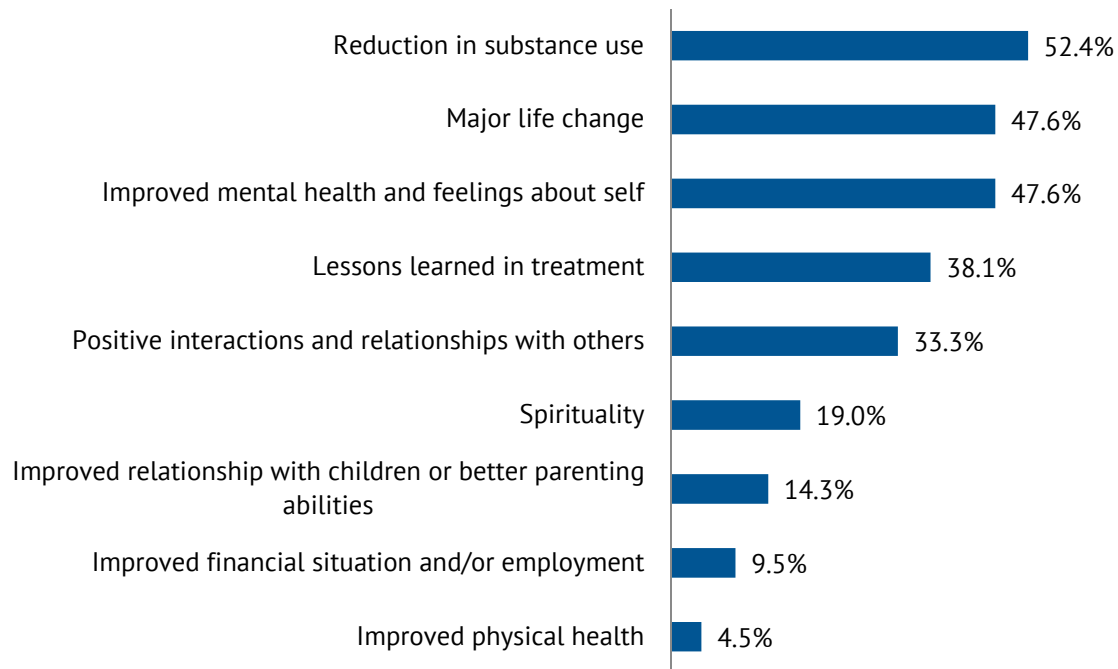 Reduction in substance use 52.4%
Major life change 47.6%
Improved mental health and feelings about self 47.6%
Lessons learned in treatment 38.1%
Positive interactions and relationships with others 33.3%
Spirituality 19.0%
Improved relationship with children or better parenting
abilities 14.3%
Improved financial situation and/or employment 9.5%
Improved physical health 4.5%